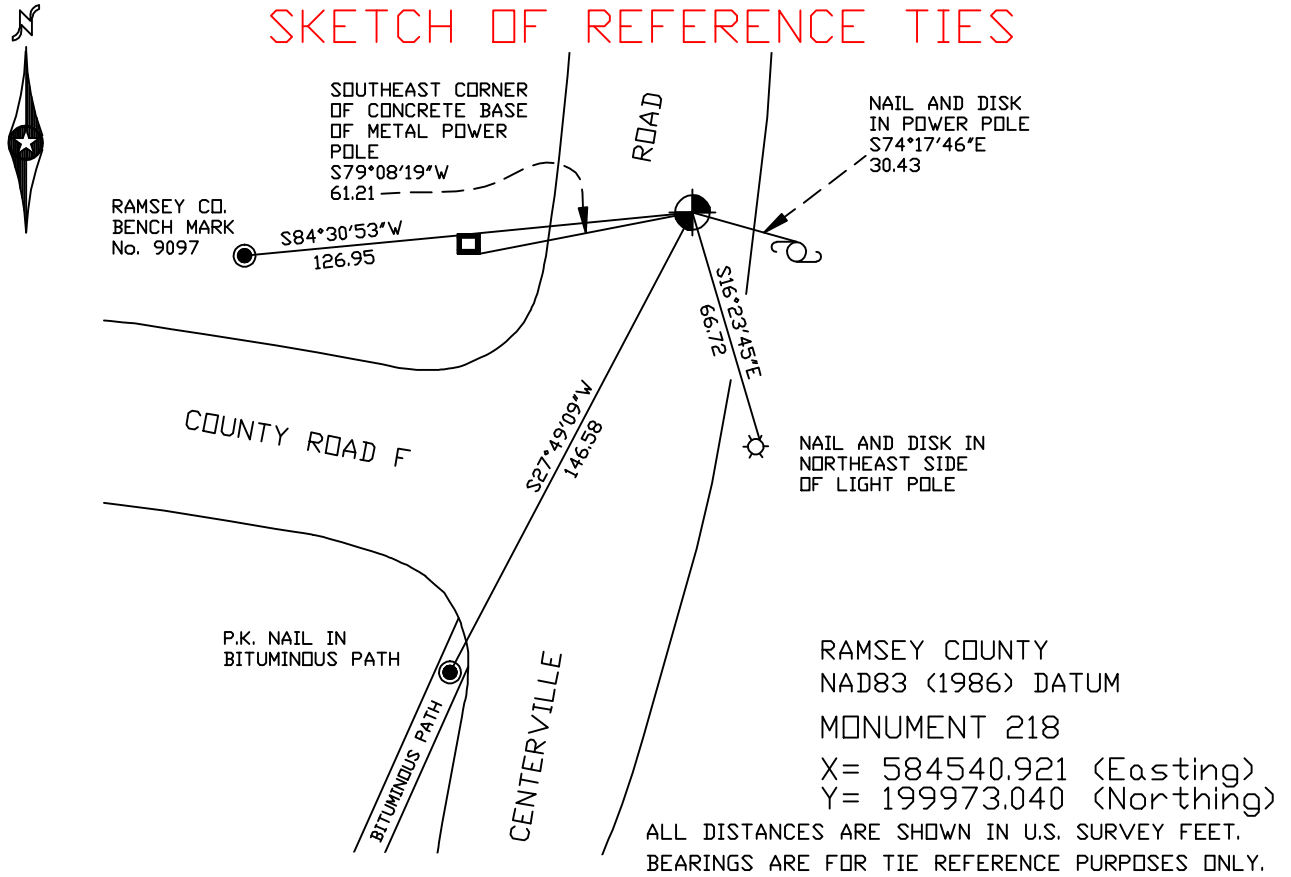 N
SKETCH OF REFERENCE TIES
SOUTHEAST CORNER
OF CONCRETE BASE
OF METAL POWER
POLE
S79°08'19"W
61.21
ROAD
NAIL AND DISK
IN POWER POLE
S74°17'46"E
30.43
RAMSEY CO.
BENCH MARK
No. 9097
S84°30'53"W
126.95
S16°23'45"E
66.72
S27°49'09"W
146.58
COUNTY ROAD F
NAIL AND DISK IN
NORTHEAST SIDE
OF LIGHT POLE
P.K. NAIL IN
BITUMINOUS PATH
BITUMINOUS PATH
CENTERVILLE
RAMSEY COUNTY
NAD83 (1986) DATUM
MONUMENT 218
X= 584540.921 (Easting)
Y= 199973.040 (Northing)
ALL DISTANCES ARE SHOWN IN U.S. SURVEY FEET.
BEARINGS ARE FOR TIE REFERENCE PURPOSES ONLY.